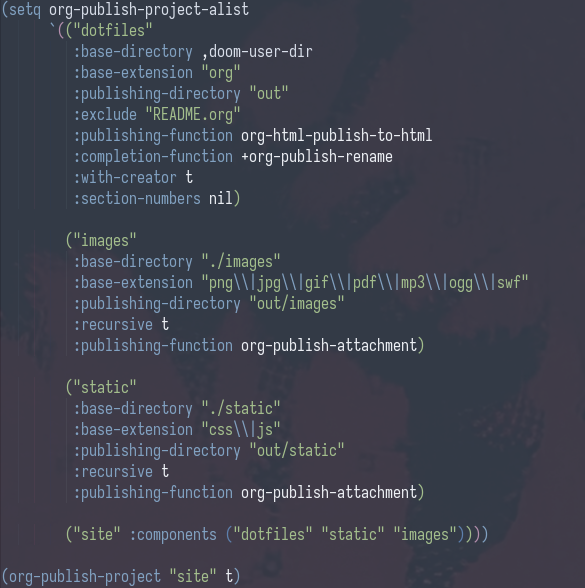 (setq org-publish-project-alist
      `(("dotfiles"
         :base-directory ,doom-user-dir
         :base-extension "org"
         :publishing-directory "out"
         :exclude "README.org"
         :publishing-function org-html-publish-to-html
         :completion-function +org-publish-rename
         :with-creator t
         :section-numbers nil)

        ("images"
         :base-directory "./images"
         :base-extension "png\\|jpg\\|gif\\|pdf\\|mp3\\|ogg\\|swf"
         :publishing-directory "out/images"
         :recursive t
         :publishing-function org-publish-attachment)

        ("static"
         :base-directory "./static"
         :base-extension "css\\|js"
         :publishing-directory "out/static"
         :recursive t
         :publishing-function org-publish-attachment)

        ("site" :components ("dotfiles" "static" "images"))))

(org-publish-project "site" t)